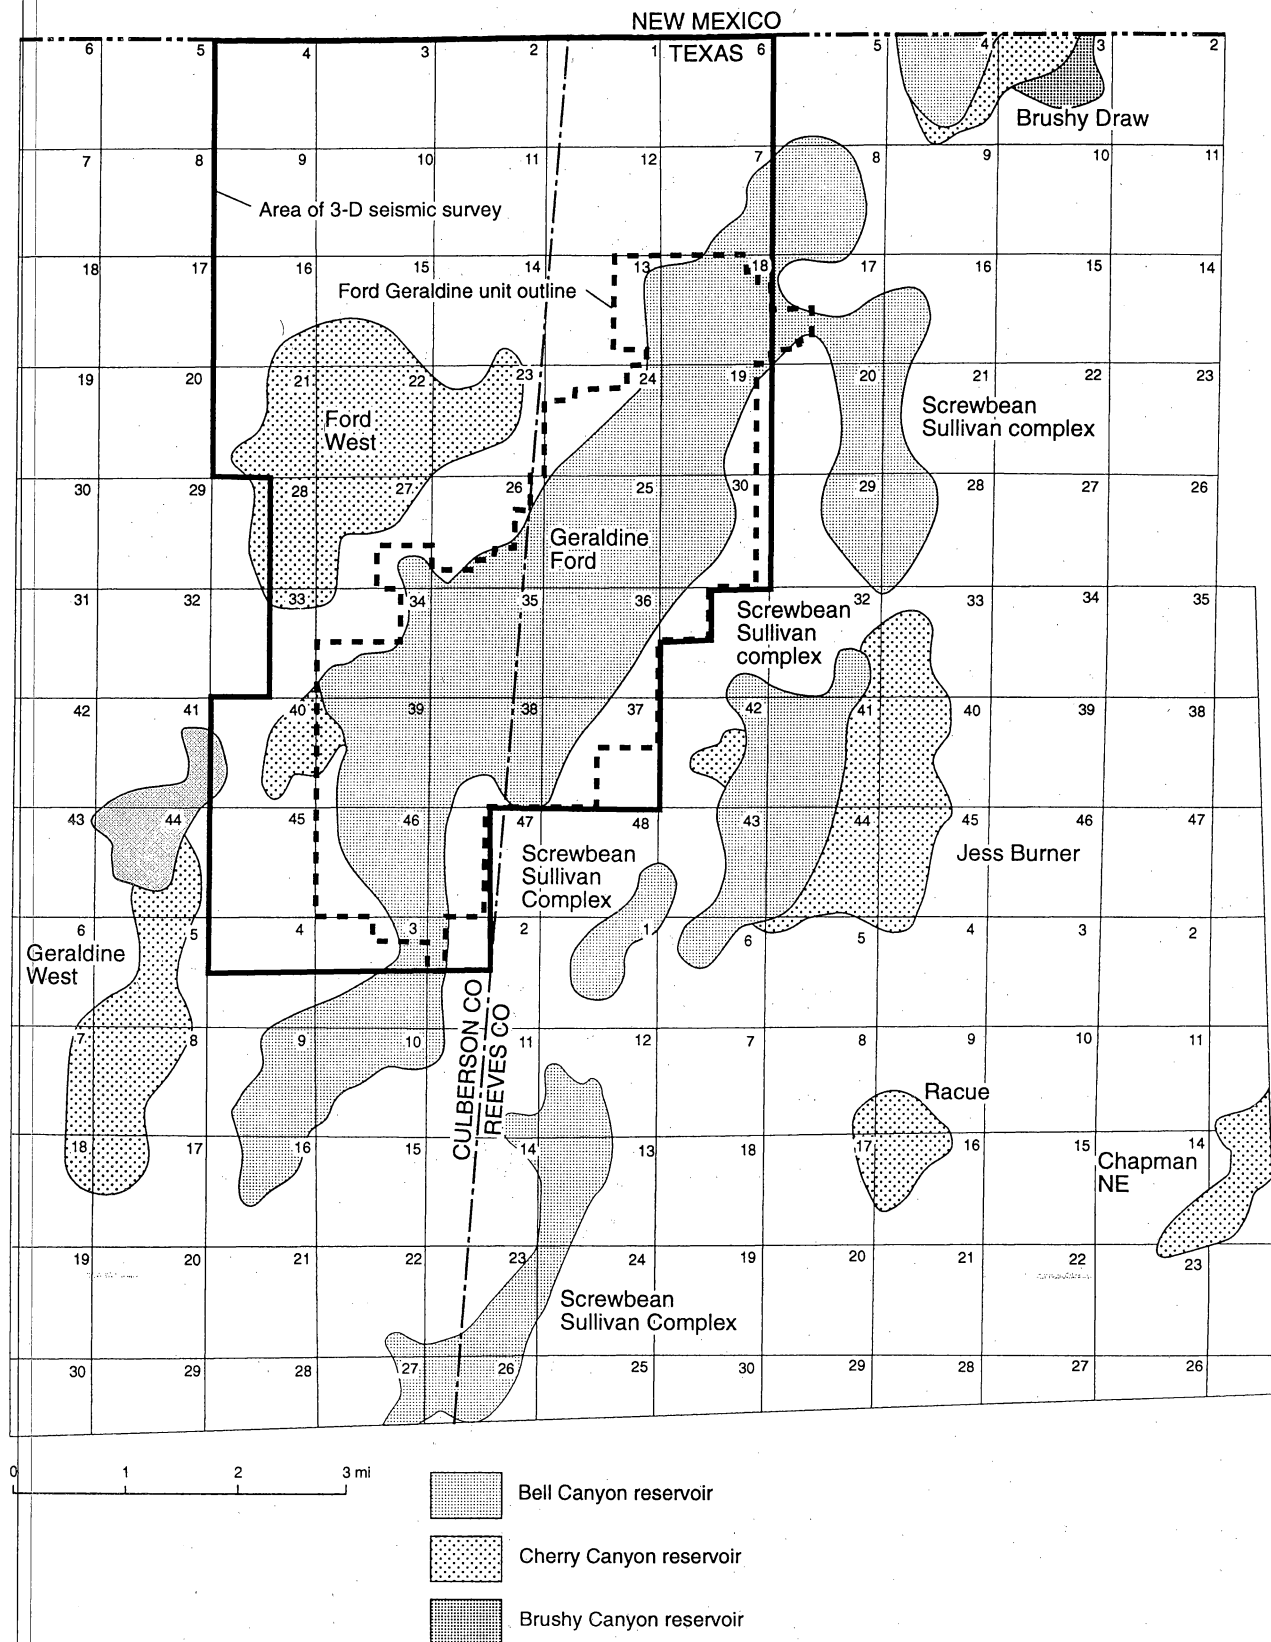 NEW MEXICO
TEXAS
6 5 4 3 2 1 6 5 4 3 2
Brushy Draw
7 8 9 10 11 12 7 8 9 10 11
Area of 3-D seismic survey
18 17 16 15 14 13 18 17 16 15 14
Ford Geraldine unit outline
19 20 21 22 23 24 19 20 21 22 23
Ford
West
Screwbean
Sullivan complex
30 29 28 27 26 25 30 29 28 27 26
Geraldine
Ford
31 32 33 34 35 36 32 33 34 35
Screwbean
Sullivan
complex
42 41 40 39 38 37 42 41 40 39 38
43 44 45 46 47 48 43 44 45 46 47
Screwbean
Sullivan
Complex
Jess Burner
6 5 4 3 2 1 6 5 4 3 2
Geraldine
West
CULBERSON CO
REEVES CO
7 8 9 10 11 12 7 8 9 10 11
Racue
18 17 16 15 14 13 18 17 16 15 14
Chapman
NE
19 20 21 22 23 24 19 20 21 22 23
Screwbean
Sullivan Complex
30 29 28 27 26 25 30 29 28 27 26
0 1 2 3 mi
Bell Canyon reservoir
Cherry Canyon reservoir
Brushy Canyon reservoir